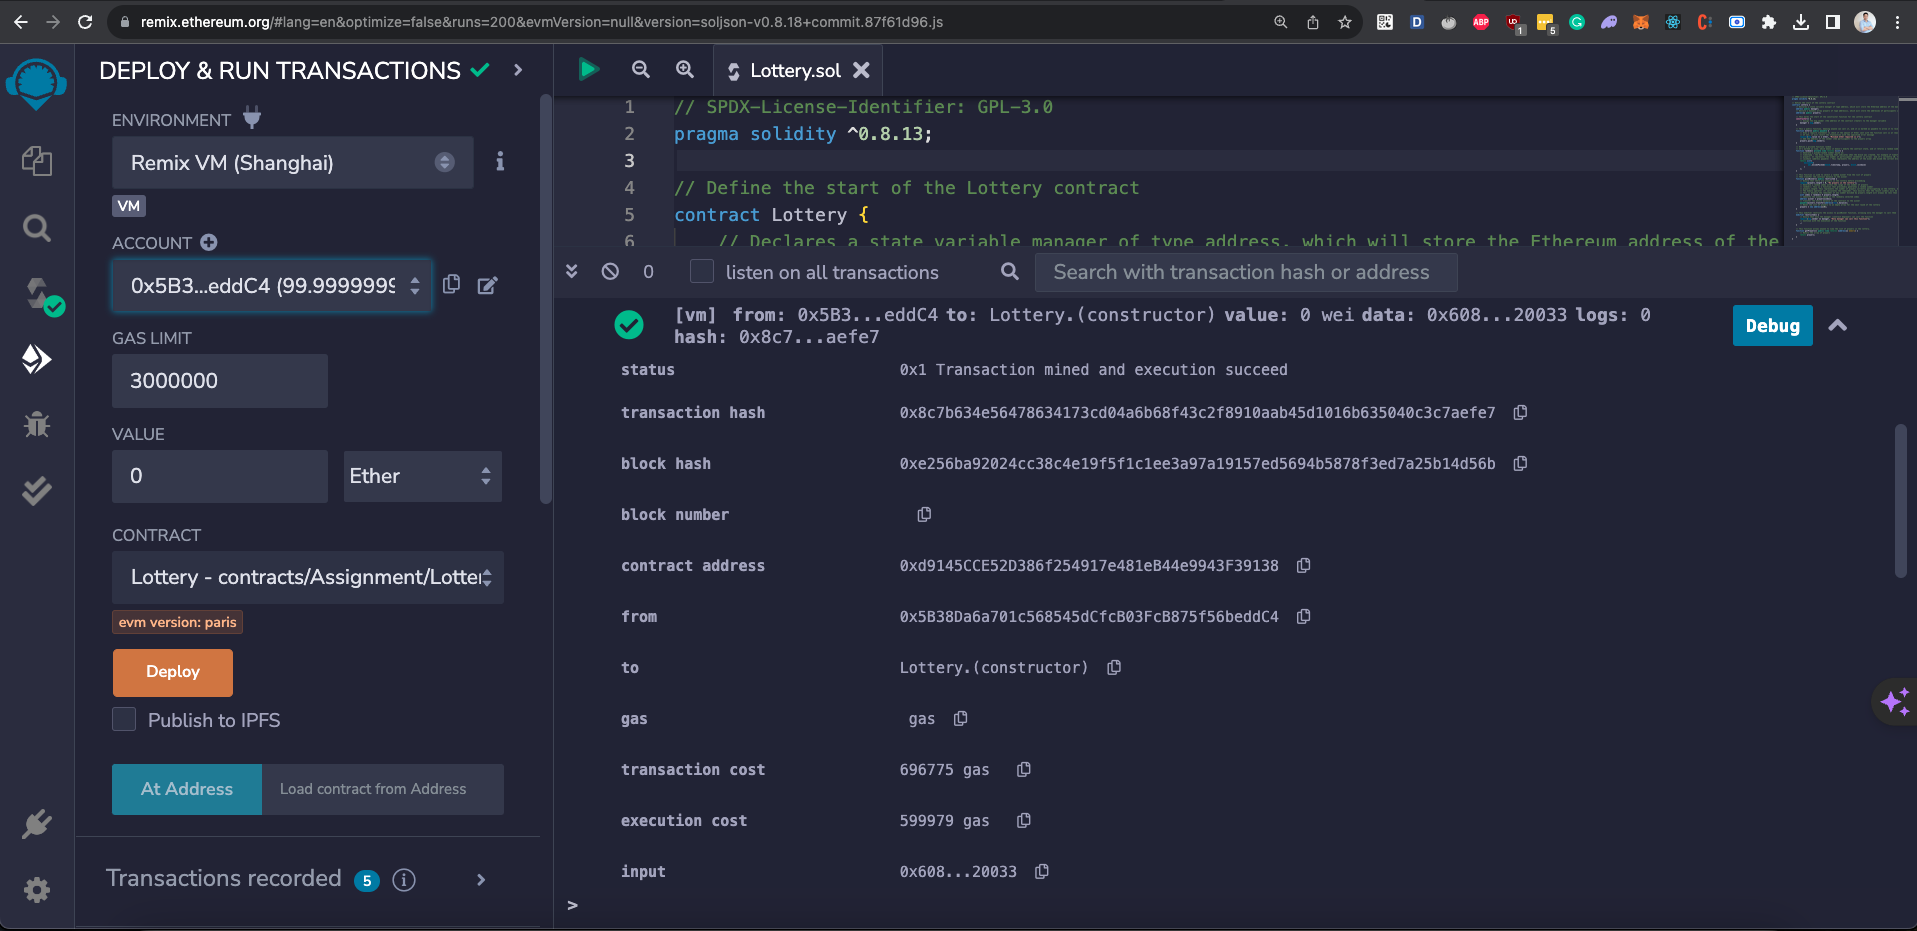 remix.ethereum.org/#lang=en&optimize=false&runs=200&evmVersion=null&version=soljson-v0.8.18+commit.87f61d96.js
D
ABP
1
5
DEPLOY & RUN TRANSACTIONS
ENVIRONMENT
Remix VM (Shanghai)
VM
ACCOUNT
0x5B3...eddC4 (99.9999999
GAS LIMIT
3000000
VALUE
0
Ether
CONTRACT
Lottery - contracts/Assignment/Lotter
evm version: paris
Deploy
Publish to IPFS
At Address
Load contract from Address
Transactions recorded 5
Lottery.sol
1 // SPDX-License-Identifier: GPL-3.0
2 pragma solidity ^0.8.13;
3
4 // Define the start of the Lottery contract
5 contract Lottery {
6 // Declares a state variable manager of type address, which will store the Ethereum address of the
0
listen on all transactions
Search with transaction hash or address
[vm] from: 0x5B3...eddC4 to: Lottery.(constructor) value: 0 wei data: 0x608...20033 logs: 0
hash: 0x8c7...aefe7
Debug
status 0x1 Transaction mined and execution succeed
transaction hash 0x8c7b634e56478634173cd04a6b68f43c2f8910aab45d1016b635040c3c7aefe7
block hash 0xe256ba92024cc38c4e19f5f1c1ee3a97a19157ed5694b5878f3ed7a25b14d56b
block number
contract address 0xd9145CCE52D386f254917e481eB44e9943F39138
from 0x5B38Da6a701c568545dCfcB03FcB875f56beddC4
to Lottery.(constructor)
gas gas
transaction cost 696775 gas
execution cost 599979 gas
input 0x608...20033
>